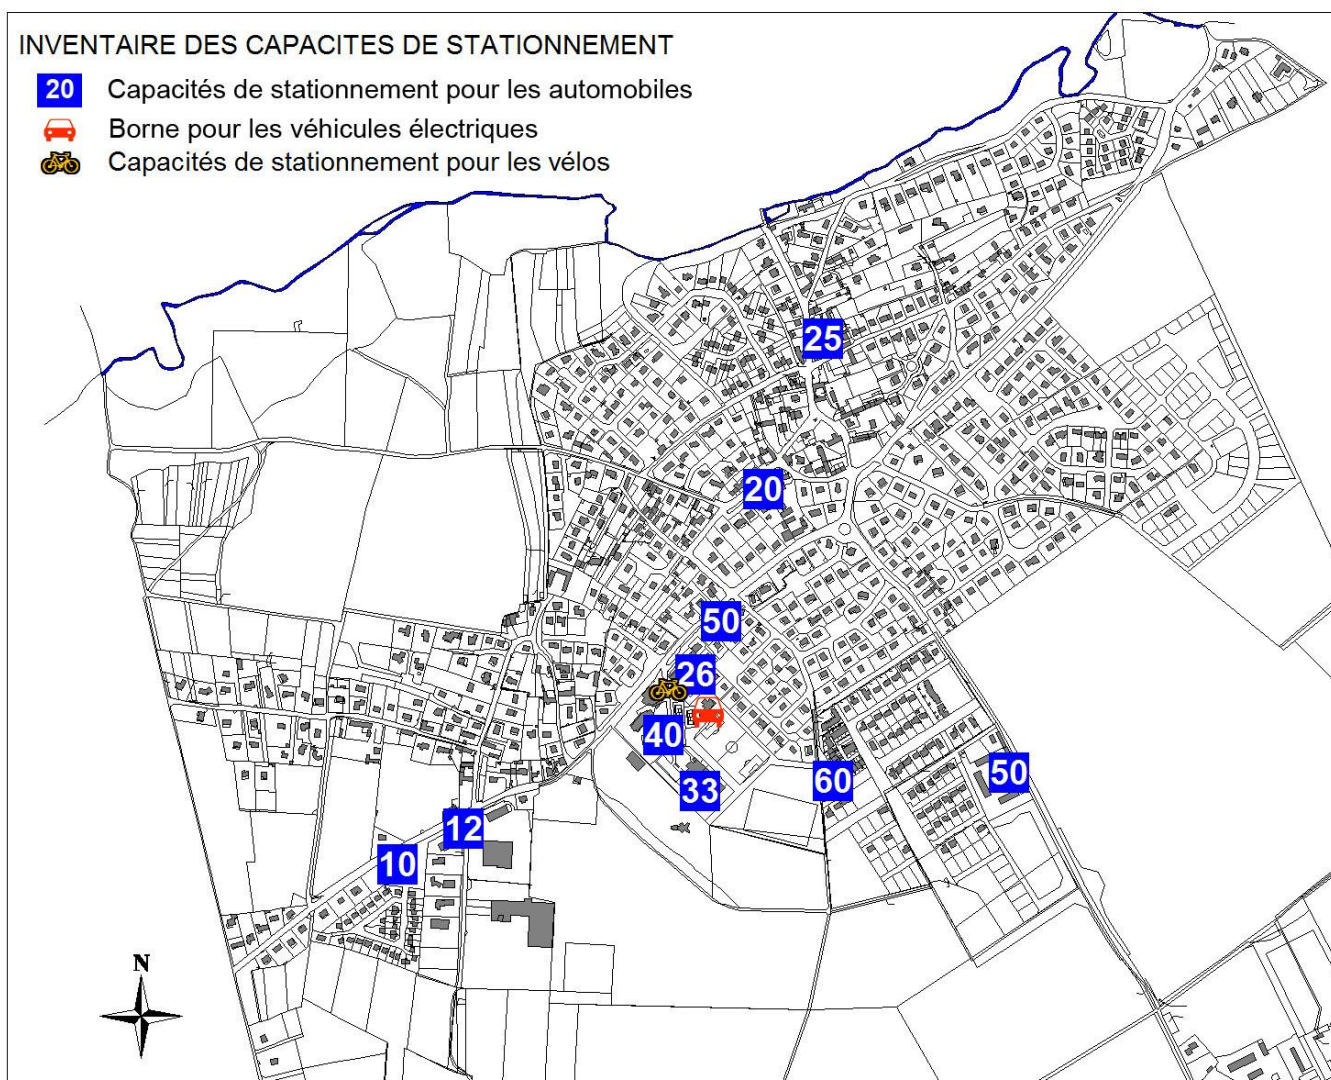 INVENTAIRE DES CAPACITES DE STATIONNEMENT
20 Capacités de stationnement pour les automobiles
Borne pour les véhicules électriques
Capacités de stationnement pour les vélos
25
20
50
26
40
33
60
50
12
10
N